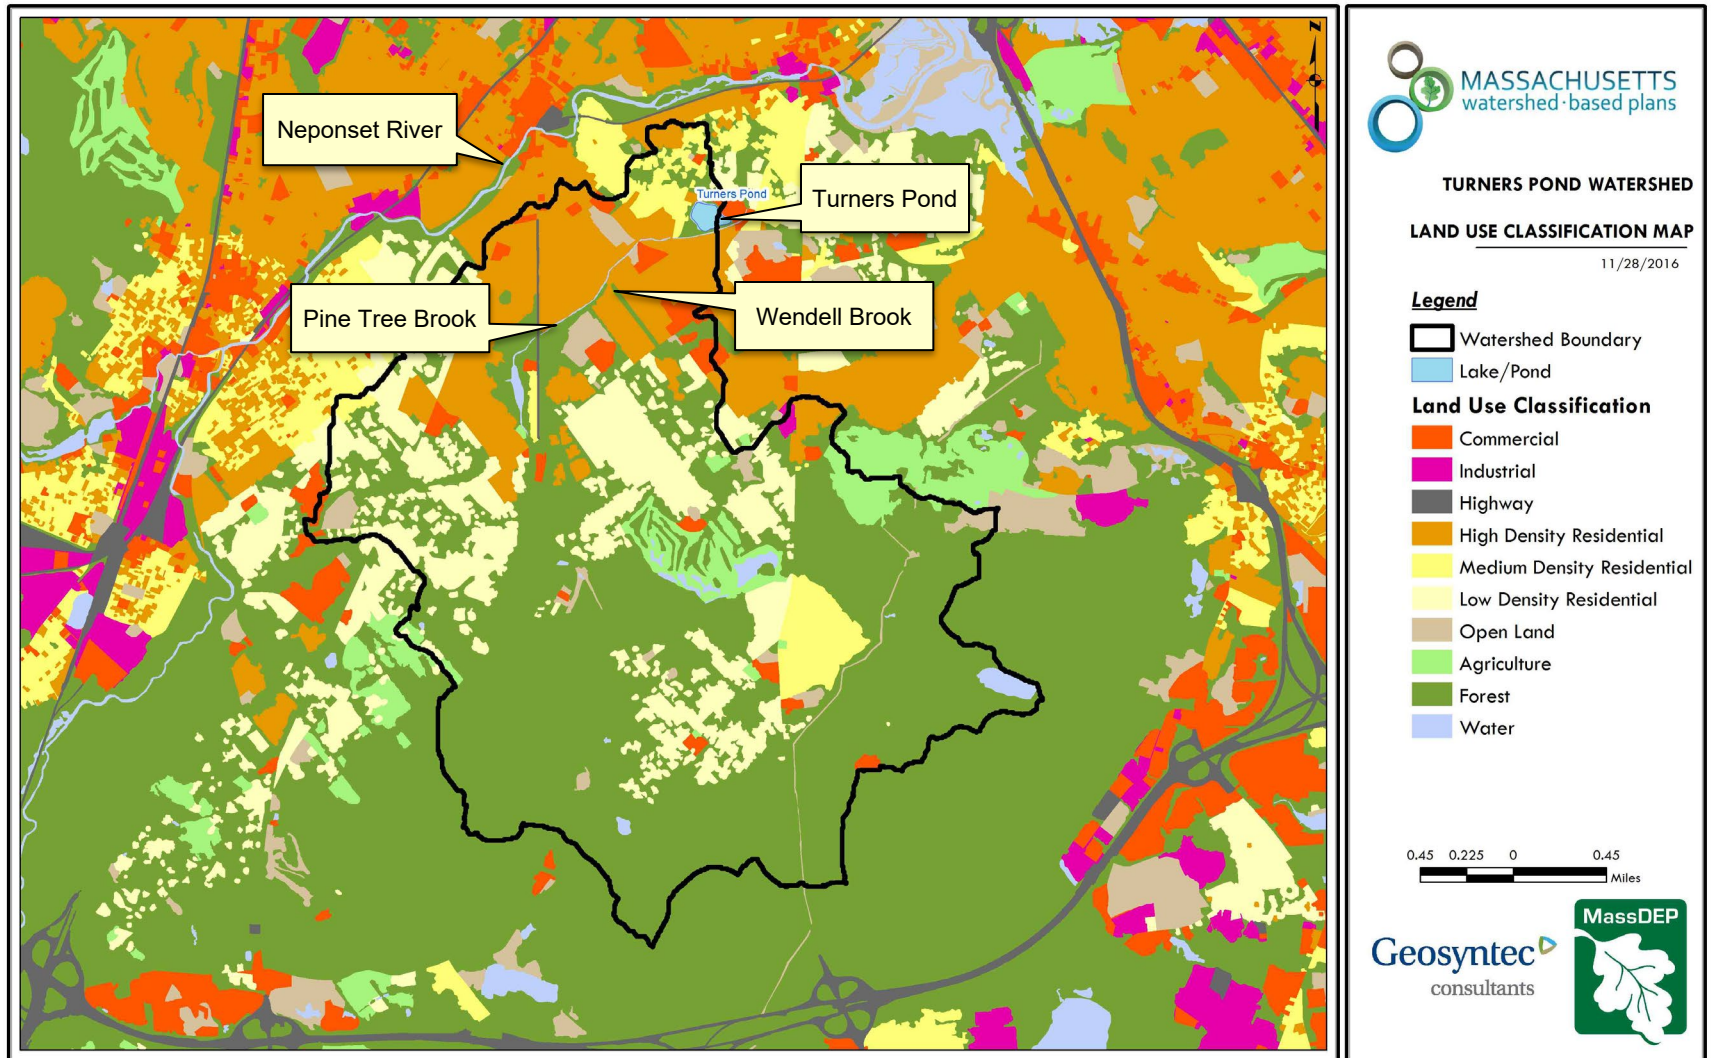 Neponset River
Turners Pond
Turners Pond
Pine Tree Brook
Wendell Brook
N
MASSACHUSETTS
watershed·based plans
TURNERS POND WATERSHED
LAND USE CLASSIFICATION MAP
11/28/2016
Legend
Watershed Boundary
Lake/Pond
Land Use Classification
Commercial
Industrial
Highway
High Density Residential
Medium Density Residential
Low Density Residential
Open Land
Agriculture
Forest
Water
0.45 0.225 0 0.45
Miles
Geosyntec
consultants
MassDEP